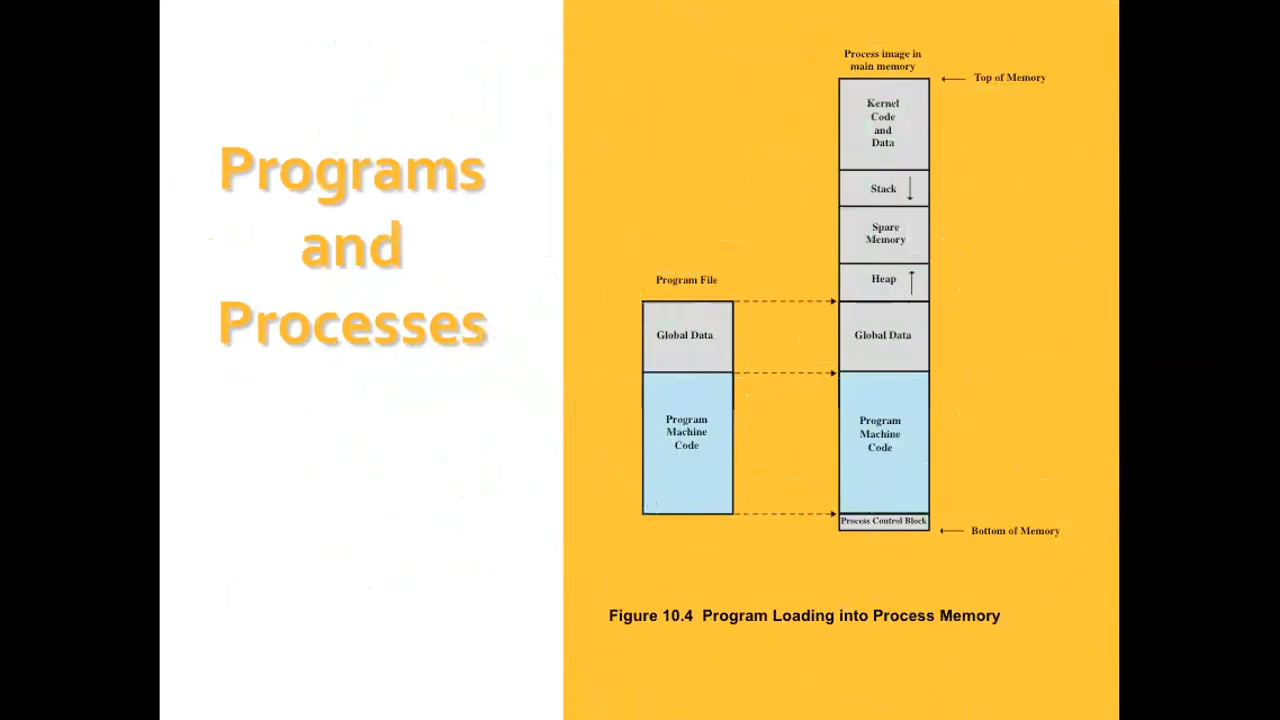 Programs
and
Processes
Process image in
main memory
Top of Memory
Kernel
Code
and
Data
Stack
Spare
Memory
Heap
Program File
Global Data
Global Data
Program
Machine
Code
Program
Machine
Code
Process Control Block
Bottom of Memory
Figure 10.4 Program Loading into Process Memory